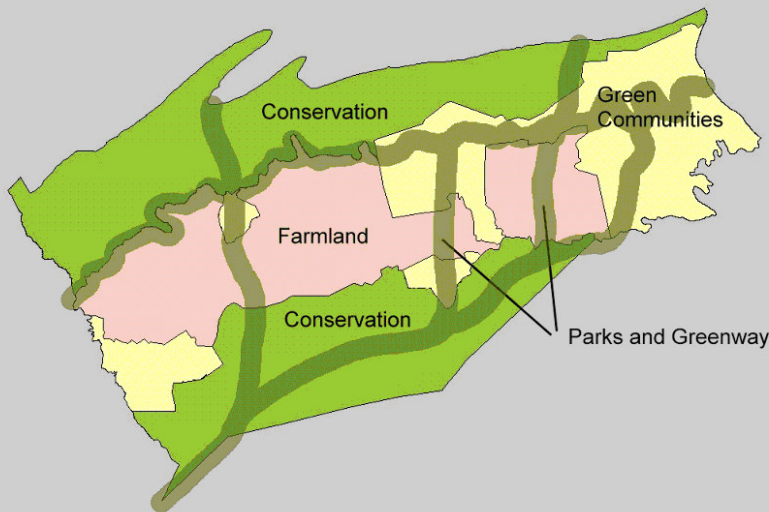 Green
Communities
Conservation
Farmland
Conservation
Parks and Greenway